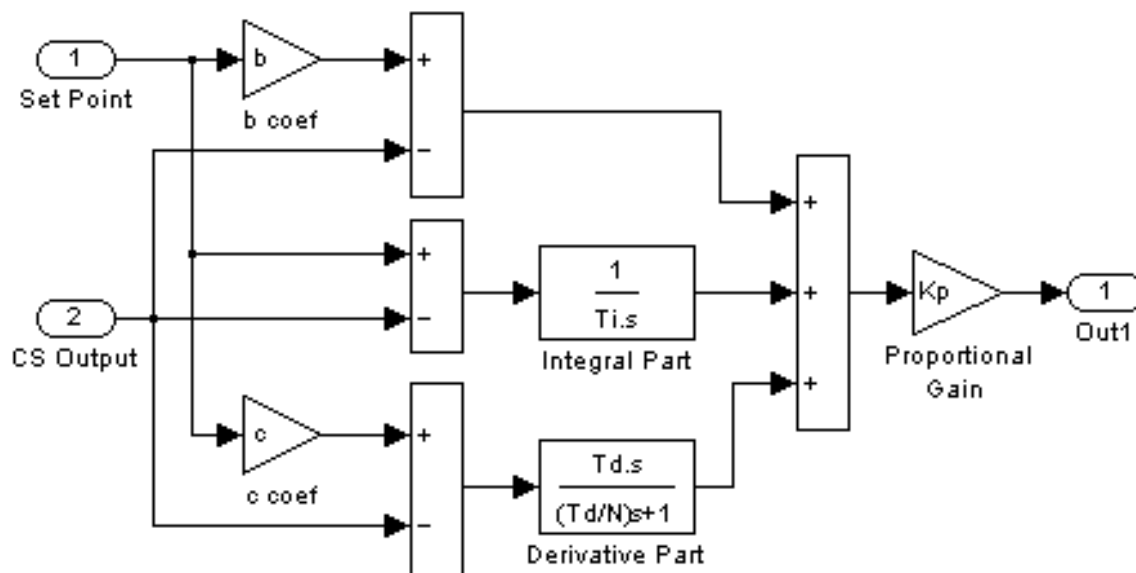 1
Set Point
b
b coef
+
−
+
−
2
CS Output
1
Ti.s
Integral Part
c
c coef
+
−
Td.s
(Td/N)s+1
Derivative Part
+
+
+
Kp
Proportional
Gain
1
Out1